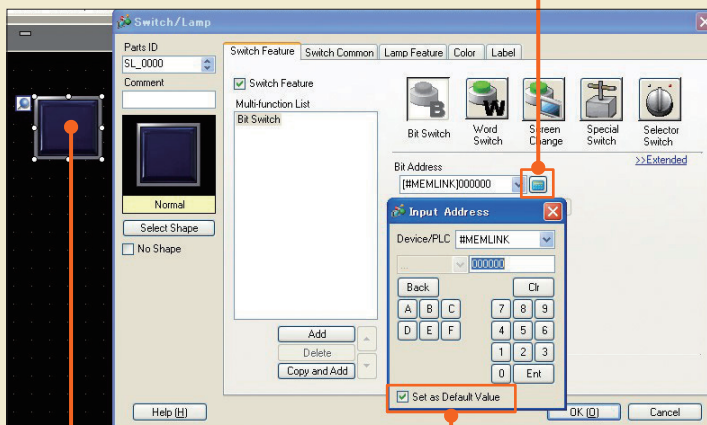 Switch/Lamp
Parts ID
SL_0000
Comment
Normal
Select Shape
No Shape
Help (H)
Switch Feature Switch Common Lamp Feature Color Label
Switch Feature
Multi-function List
Bit Switch
Add
Delete
Copy and Add
Bit Switch
Word Switch
Screen Change
Special Switch
Selector Switch
>>Extended
Bit Address
[#MEMLINK]000000
Input Address
Device/PLC #MEMLINK
... 000000
Back Clr
A B C 7 8 9
D E F 4 5 6
1 2 3
0 Ent
Set as Default Value
OK (O) Cancel